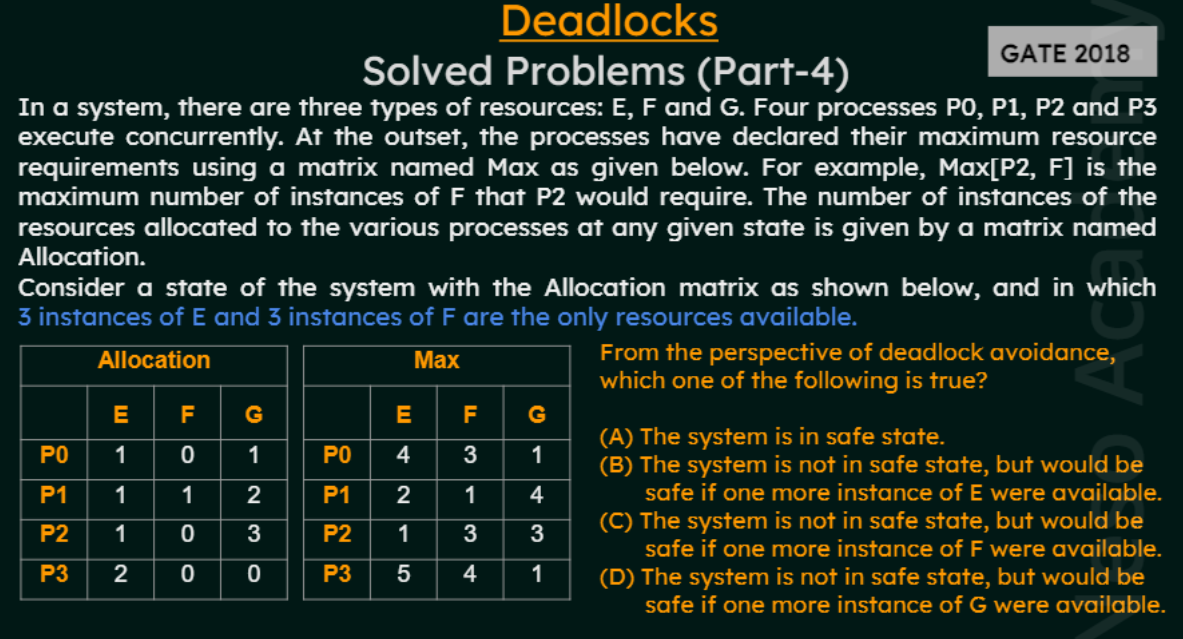 Deadlocks
GATE 2018
Solved Problems (Part-4)
In a system, there are three types of resources: E, F and G. Four processes P0, P1, P2 and P3
execute concurrently. At the outset, the processes have declared their maximum resource
requirements using a matrix named Max as given below. For example, Max[P2, F] is the
maximum number of instances of F that P2 would require. The number of instances of the
resources allocated to the various processes at any given state is given by a matrix named
Allocation.
Consider a state of the system with the Allocation matrix as shown below, and in which
3 instances of E and 3 instances of F are the only resources available.
Allocation
E F G
P0 1 0 1
P1 1 1 2
P2 1 0 3
P3 2 0 0
Max
E F G
P0 4 3 1
P1 2 1 4
P2 1 3 3
P3 5 4 1
From the perspective of deadlock avoidance,
which one of the following is true?
(A) The system is in safe state.
(B) The system is not in safe state, but would be
safe if one more instance of E were available.
(C) The system is not in safe state, but would be
safe if one more instance of F were available.
(D) The system is not in safe state, but would be
safe if one more instance of G were available.
Neso Academy